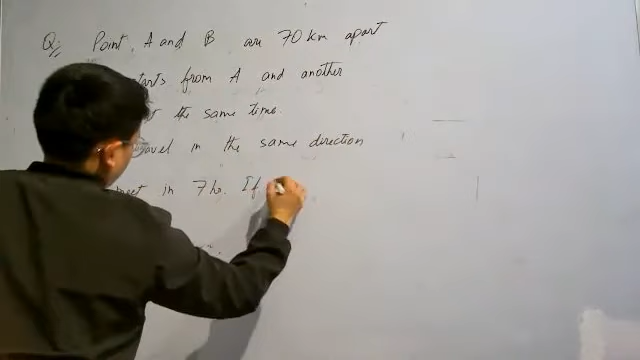 Q: Point A and B are 70 km apart
starts from A and another
the same time.
travel in the same direction
meet in 7 hr. If